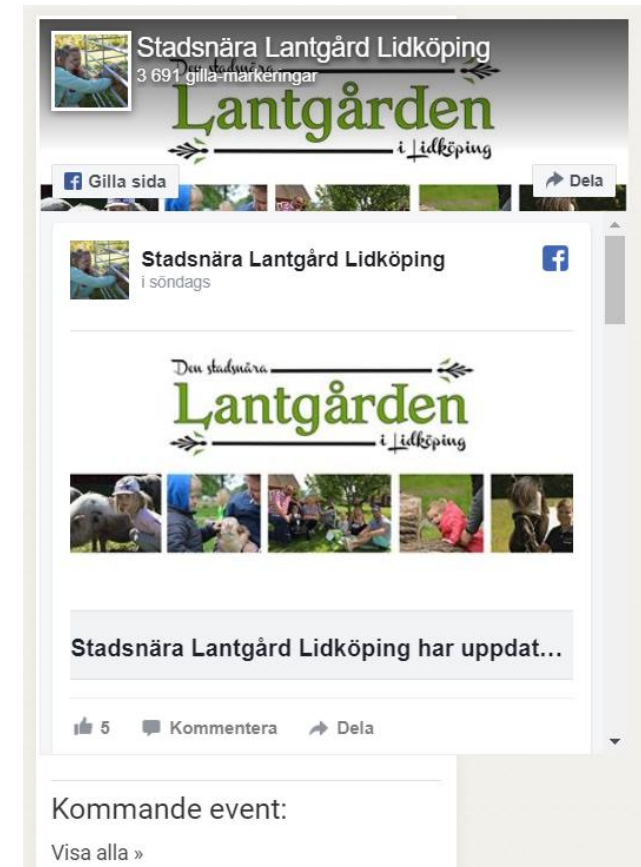 Stadsnära Lantgård Lidköping
3 691 gilla-markeringar
Den stadsnära
Lantgården
i Lidköping
Gilla sida
Dela
Stadsnära Lantgård Lidköping
i söndags
Den stadsnära
Lantgården
i Lidköping
Stadsnära Lantgård Lidköping har uppdat...
5 Kommentera Dela
Kommande event:
Visa alla »